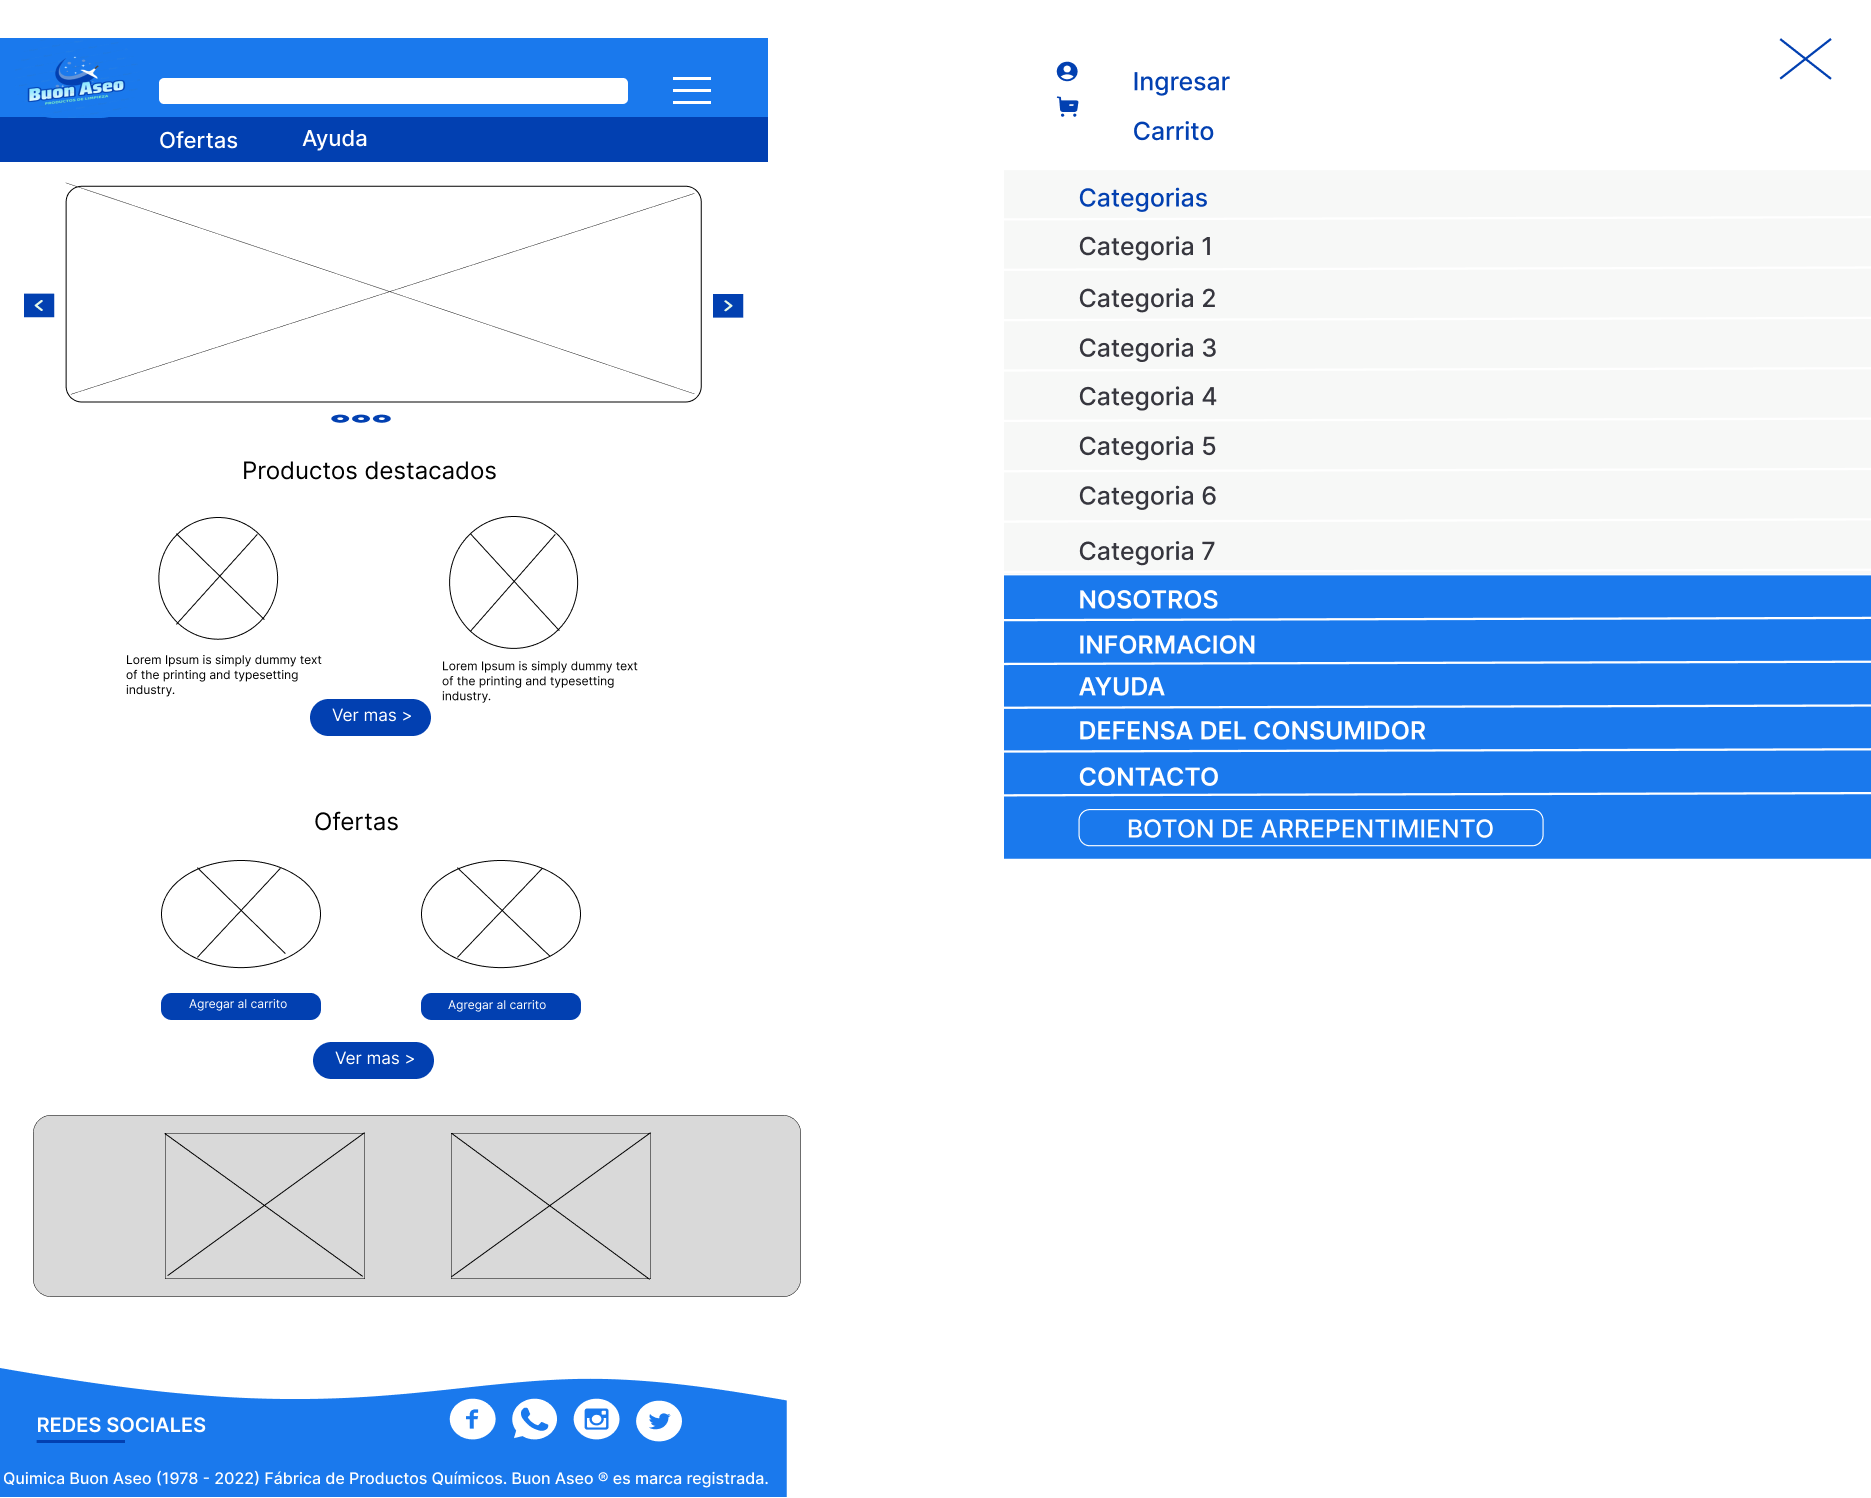 Buon Aseo
PRODUCTOS DE LIMPIEZA
Ofertas
Ayuda
<
>
Productos destacados
Lorem Ipsum is simply dummy text
of the printing and typesetting
industry.
Lorem Ipsum is simply dummy text
of the printing and typesetting
industry.
Ver mas >
Ofertas
Agregar al carrito
Agregar al carrito
Ver mas >
REDES SOCIALES
Quimica Buon Aseo (1978 - 2022) Fábrica de Productos Químicos. Buon Aseo ® es marca registrada.
Ingresar
Carrito
Categorias
Categoria 1
Categoria 2
Categoria 3
Categoria 4
Categoria 5
Categoria 6
Categoria 7
NOSOTROS
INFORMACION
AYUDA
DEFENSA DEL CONSUMIDOR
CONTACTO
BOTON DE ARREPENTIMIENTO